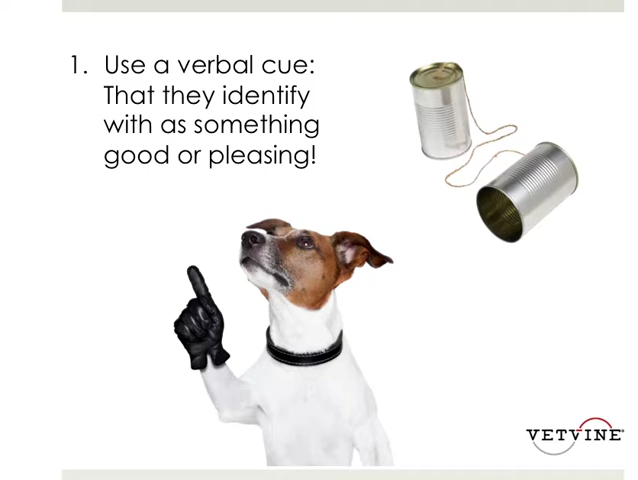 1. Use a verbal cue:
That they identify
with as something
good or pleasing!
VETVINE®